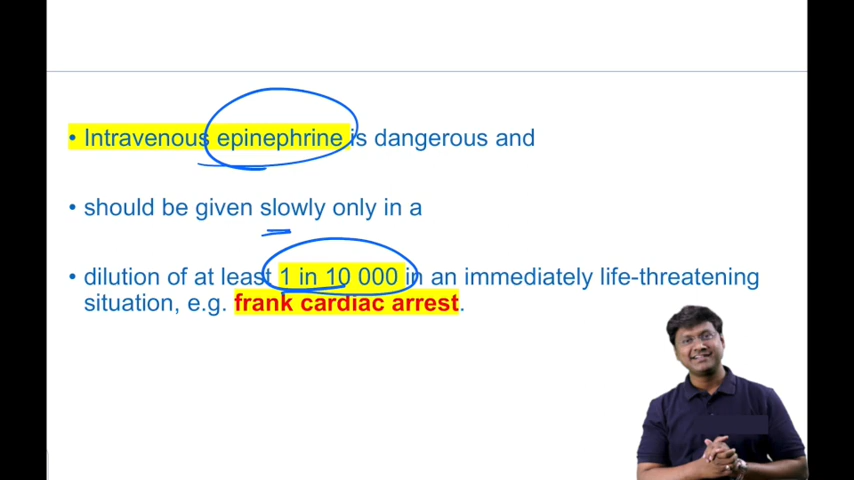 • Intravenous epinephrine is dangerous and
• should be given slowly only in a
• dilution of at least 1 in 10 000 in an immediately life-threatening
situation, e.g. frank cardiac arrest.